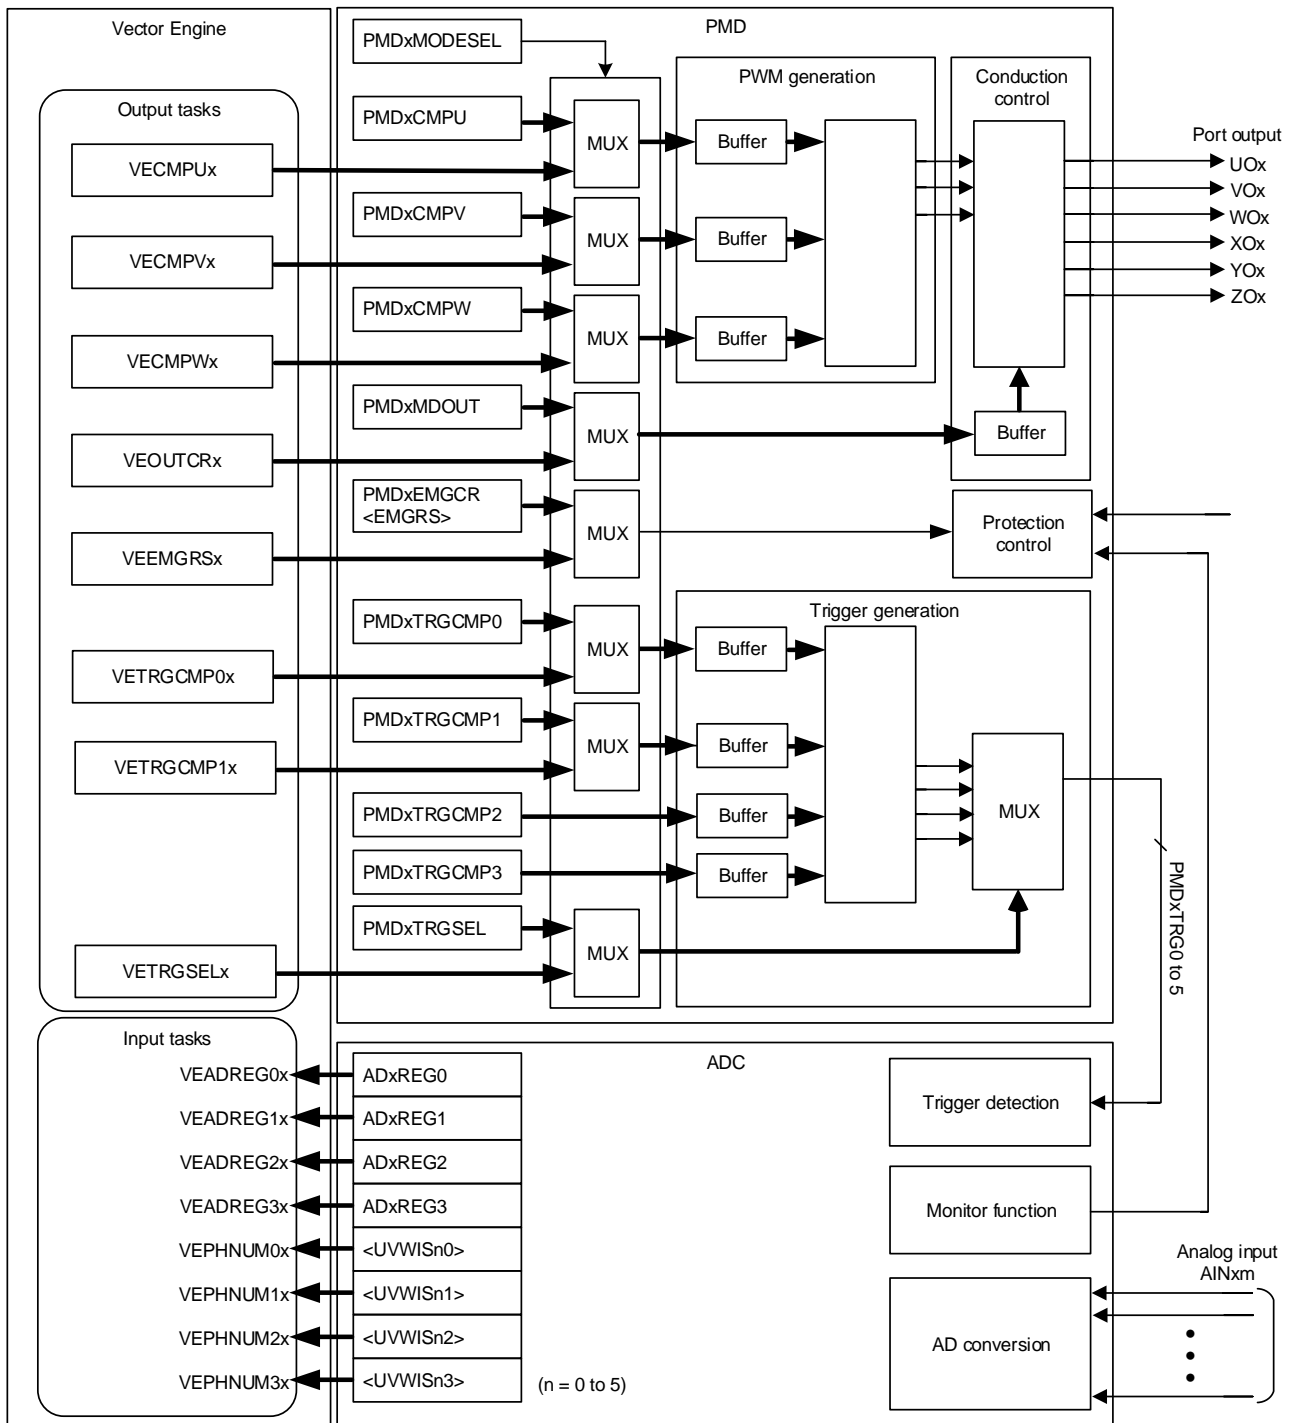 Vector Engine
Output tasks
VECMPUx
VECMPVx
VECMPWx
VEOUTCRx
VEEMGRSx
VETRGCMP0x
VETRGCMP1x
VETRGSELx
Input tasks
VEADREG0x
VEADREG1x
VEADREG2x
VEADREG3x
VEPHNUM0x
VEPHNUM1x
VEPHNUM2x
VEPHNUM3x
PMD
PMDxMODESEL
PMDxCMPU
PMDxCMPV
PMDxCMPW
PMDxMDOUT
PMDxEMGCR
<EMGRS>
PMDxTRGCMP0
PMDxTRGCMP1
PMDxTRGCMP2
PMDxTRGCMP3
PMDxTRGSEL
MUX
MUX
MUX
MUX
MUX
MUX
MUX
MUX
PWM generation
Buffer
Buffer
Buffer
Conduction
control
Buffer
Protection
control
Trigger generation
Buffer
Buffer
Buffer
Buffer
MUX
Port output
UOx
VOx
WOx
XOx
YOx
ZOx
PMDxTRG0 to 5
ADC
ADxREG0
ADxREG1
ADxREG2
ADxREG3
<UVWISn0>
<UVWISn1>
<UVWISn2>
<UVWISn3>
(n = 0 to 5)
Trigger detection
Monitor function
AD conversion
Analog input
AINxm